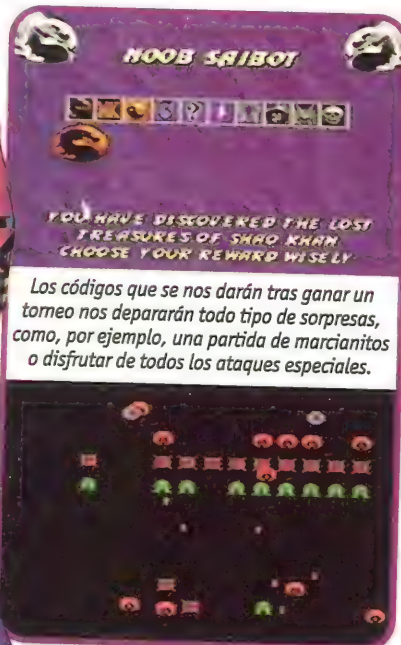 NOOB SAIBOT
YOU HAVE DISCOVERED THE LOST
TREASURES OF SHAO KHAN
CHOOSE YOUR REWARD WISELY
Los códigos que se nos darán tras ganar un
torneo nos depararán todo tipo de sorpresas,
como, por ejemplo, una partida de marcianitos
o disfrutar de todos los ataques especiales.